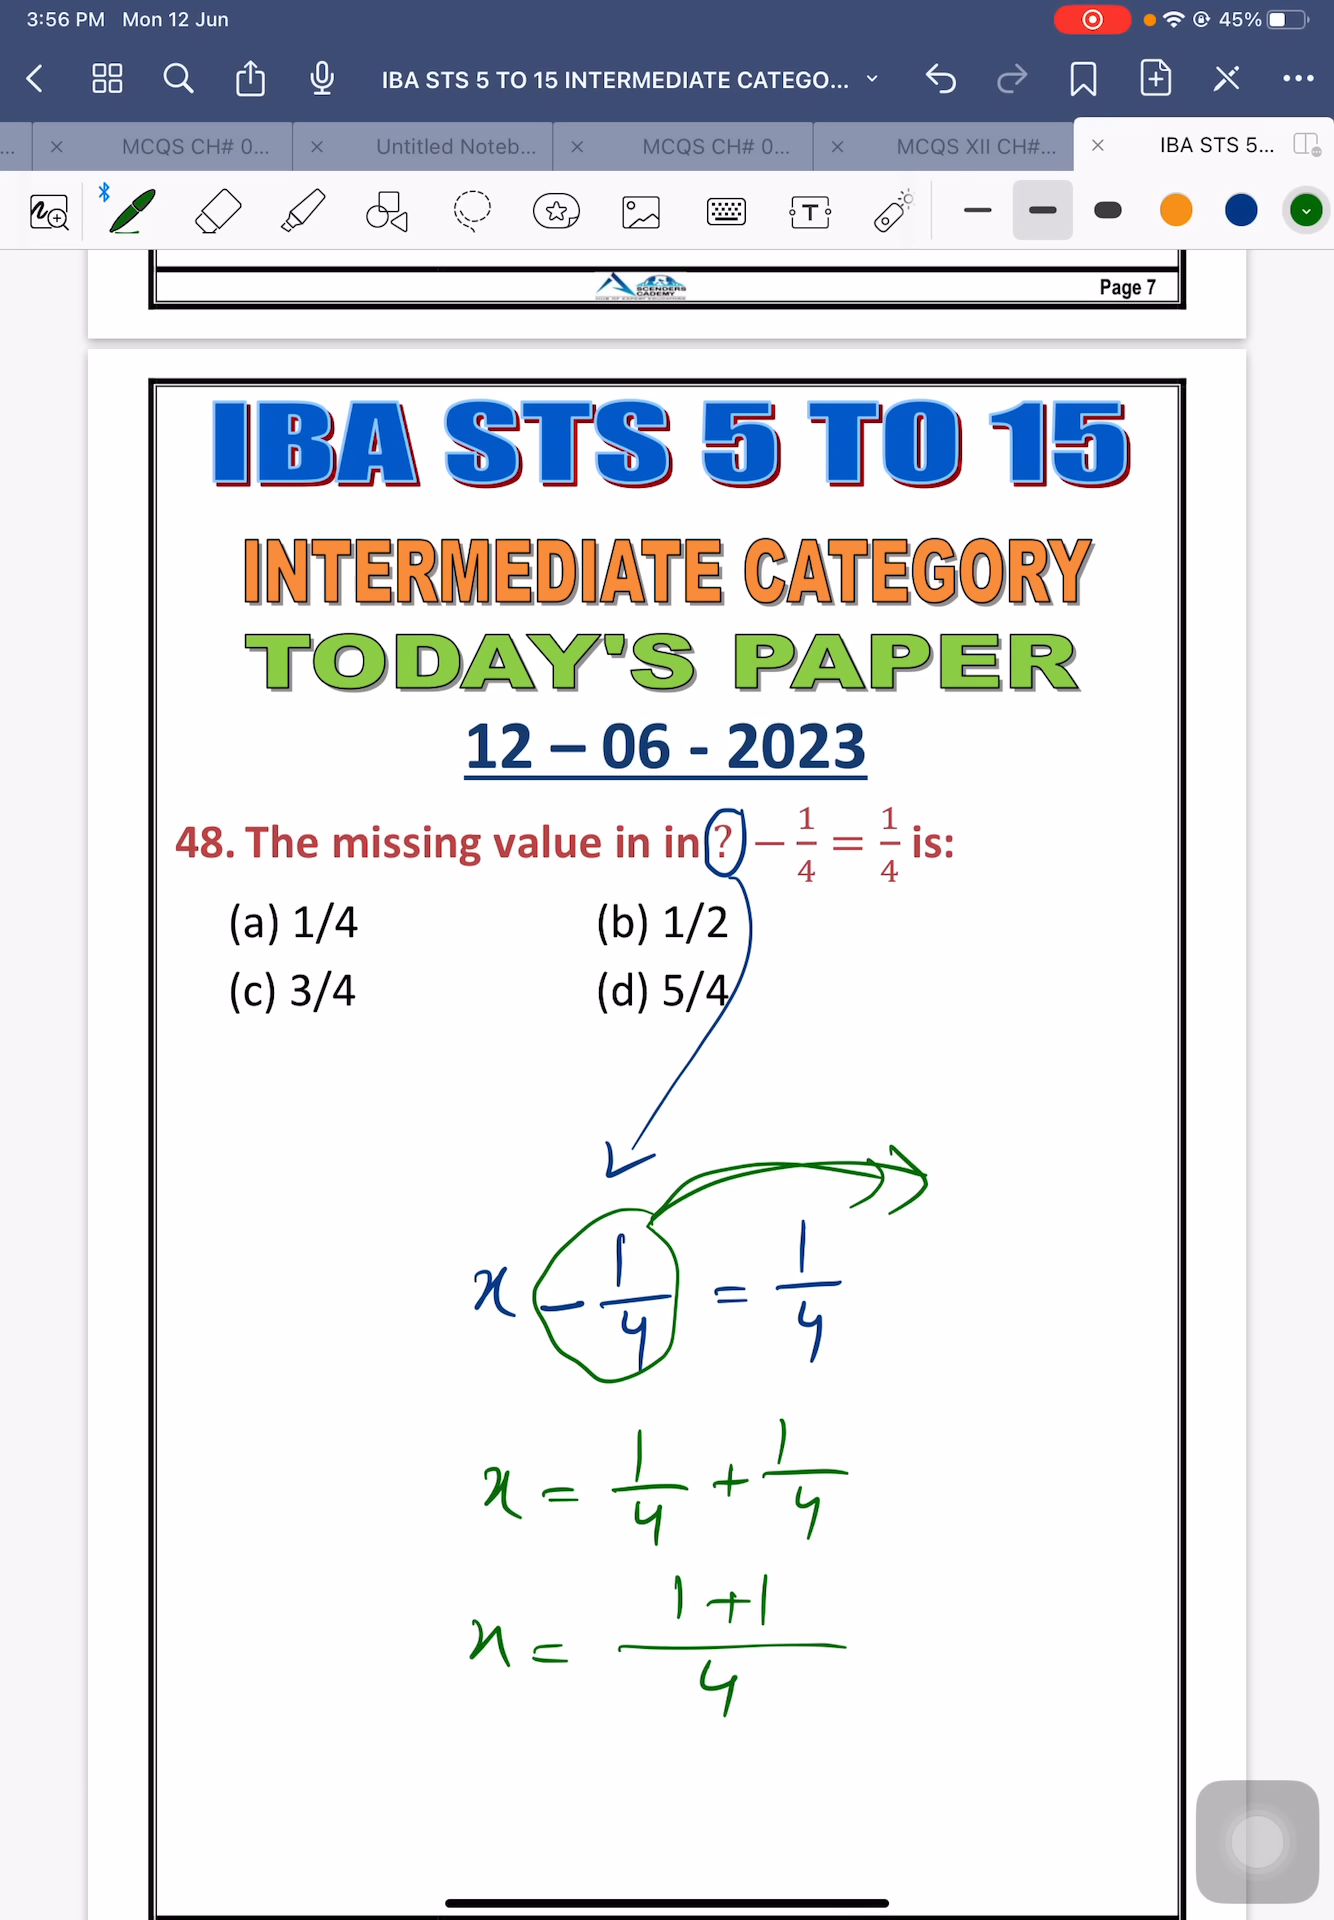 3:56 PM Mon 12 Jun 45%
IBA STS 5 TO 15 INTERMEDIATE CATEGO...
... MCQS CH# 0... Untitled Noteb... MCQS CH# 0... MCQS XII CH#... IBA STS 5...
T
SCENDERS
CADEMY
Page 7
IBA STS 5 TO 15
INTERMEDIATE CATEGORY
TODAY'S PAPER
12 – 06 - 2023
48. The missing value in in ? − 1/4 = 1/4 is:
(a) 1/4 (b) 1/2
(c) 3/4 (d) 5/4
x − 1/4 = 1/4
x = 1/4 + 1/4
x = 1+1/4